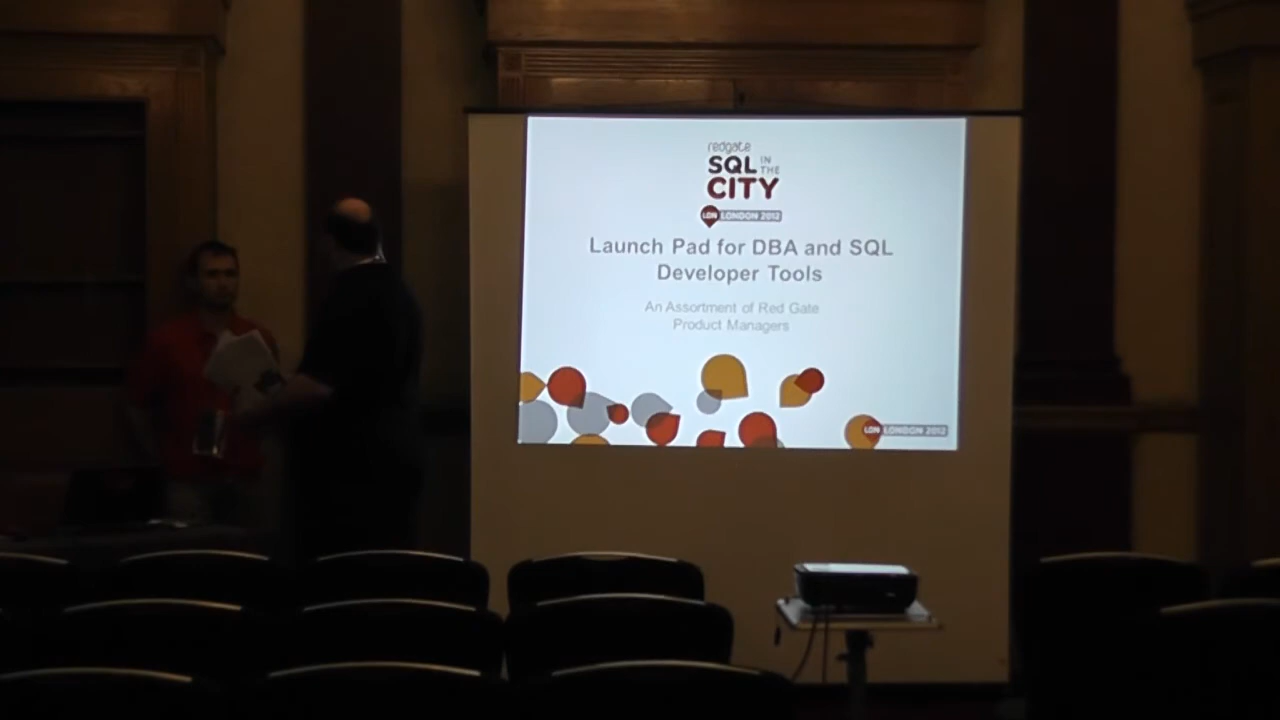 redgate
SQL IN THE
CITY
LDN LONDON 2012
Launch Pad for DBA and SQL
Developer Tools
An Assortment of Red Gate
Product Managers
LDN LONDON 2012